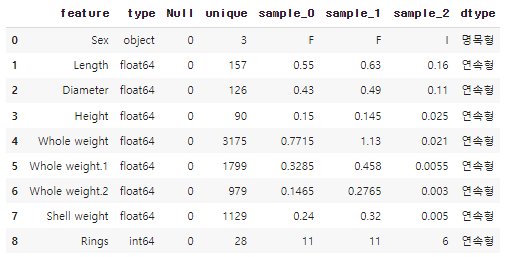 feature type Null unique sample_0 sample_1 sample_2 dtype
0 Sex object 0 3 F F I 명목형
1 Length float64 0 157 0.55 0.63 0.16 연속형
2 Diameter float64 0 126 0.43 0.49 0.11 연속형
3 Height float64 0 90 0.15 0.145 0.025 연속형
4 Whole weight float64 0 3175 0.7715 1.13 0.021 연속형
5 Whole weight.1 float64 0 1799 0.3285 0.458 0.0055 연속형
6 Whole weight.2 float64 0 979 0.1465 0.2765 0.003 연속형
7 Shell weight float64 0 1129 0.24 0.32 0.005 연속형
8 Rings int64 0 28 11 11 6 연속형